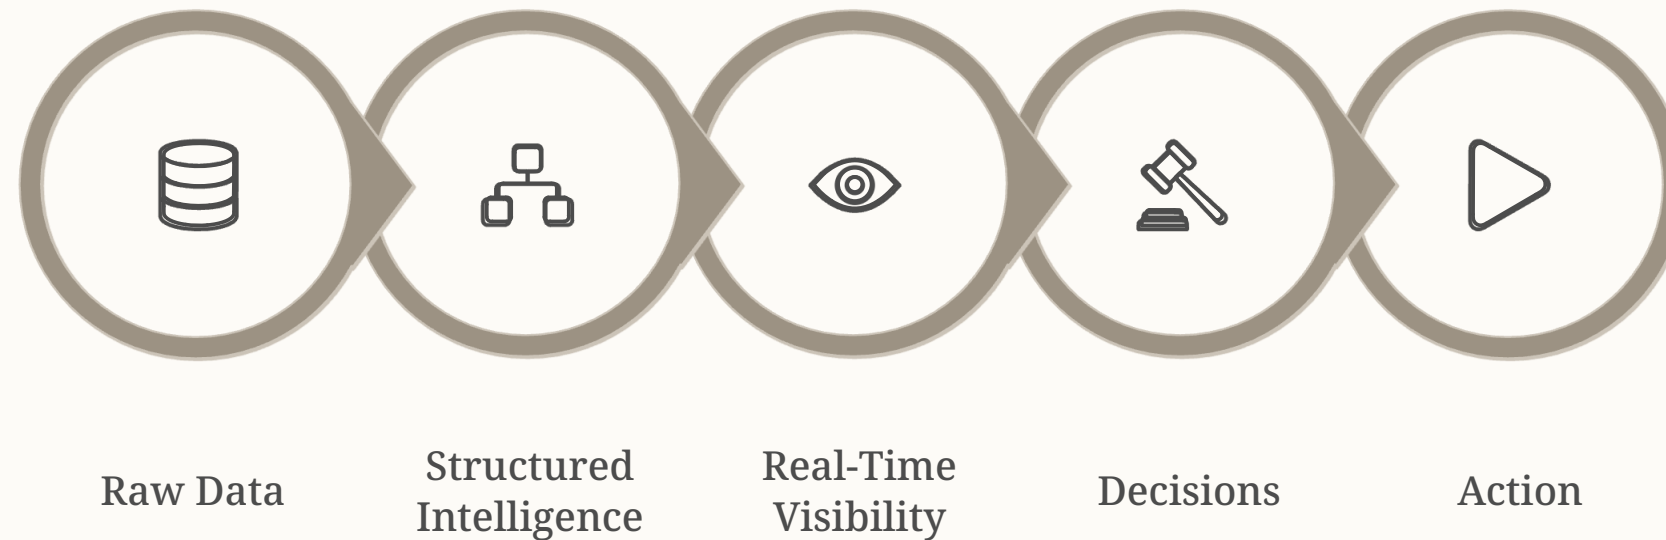 Raw Data
Structured
Intelligence
Real-Time
Visibility
Decisions
Action